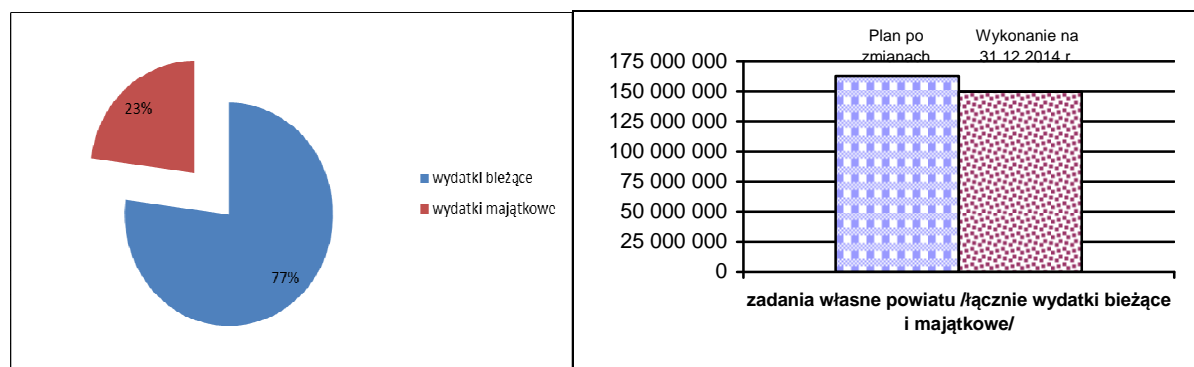 23%
77%
wydatki bieżące
wydatki majątkowe
Plan po
zmianach
Wykonanie na
31.12.2014 r.
175 000 000
150 000 000
125 000 000
100 000 000
75 000 000
50 000 000
25 000 000
0
zadania własne powiatu /łącznie wydatki bieżące
i majątkowe/